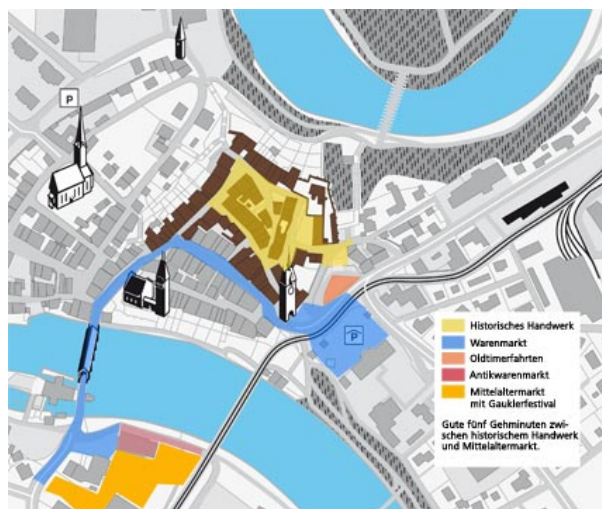 P
P
Historisches Handwerk
Warenmarkt
Oldtimerfahrten
Antikwarenmarkt
Mittelaltermarkt
mit Gauklerfestival
Gute fünf Gehminuten zwi-
schen historischem Handwerk
und Mittelaltermarkt.